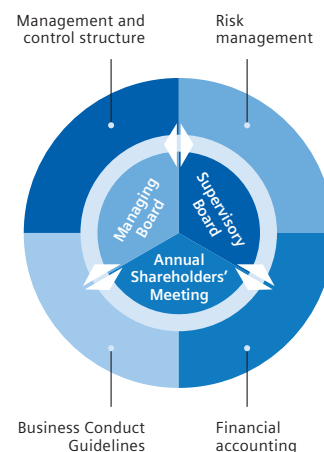 Management and
control structure
Risk
management
Managing
Board
Supervisory
Board
Annual
Shareholders’
Meeting
Business Conduct
Guidelines
Financial
accounting